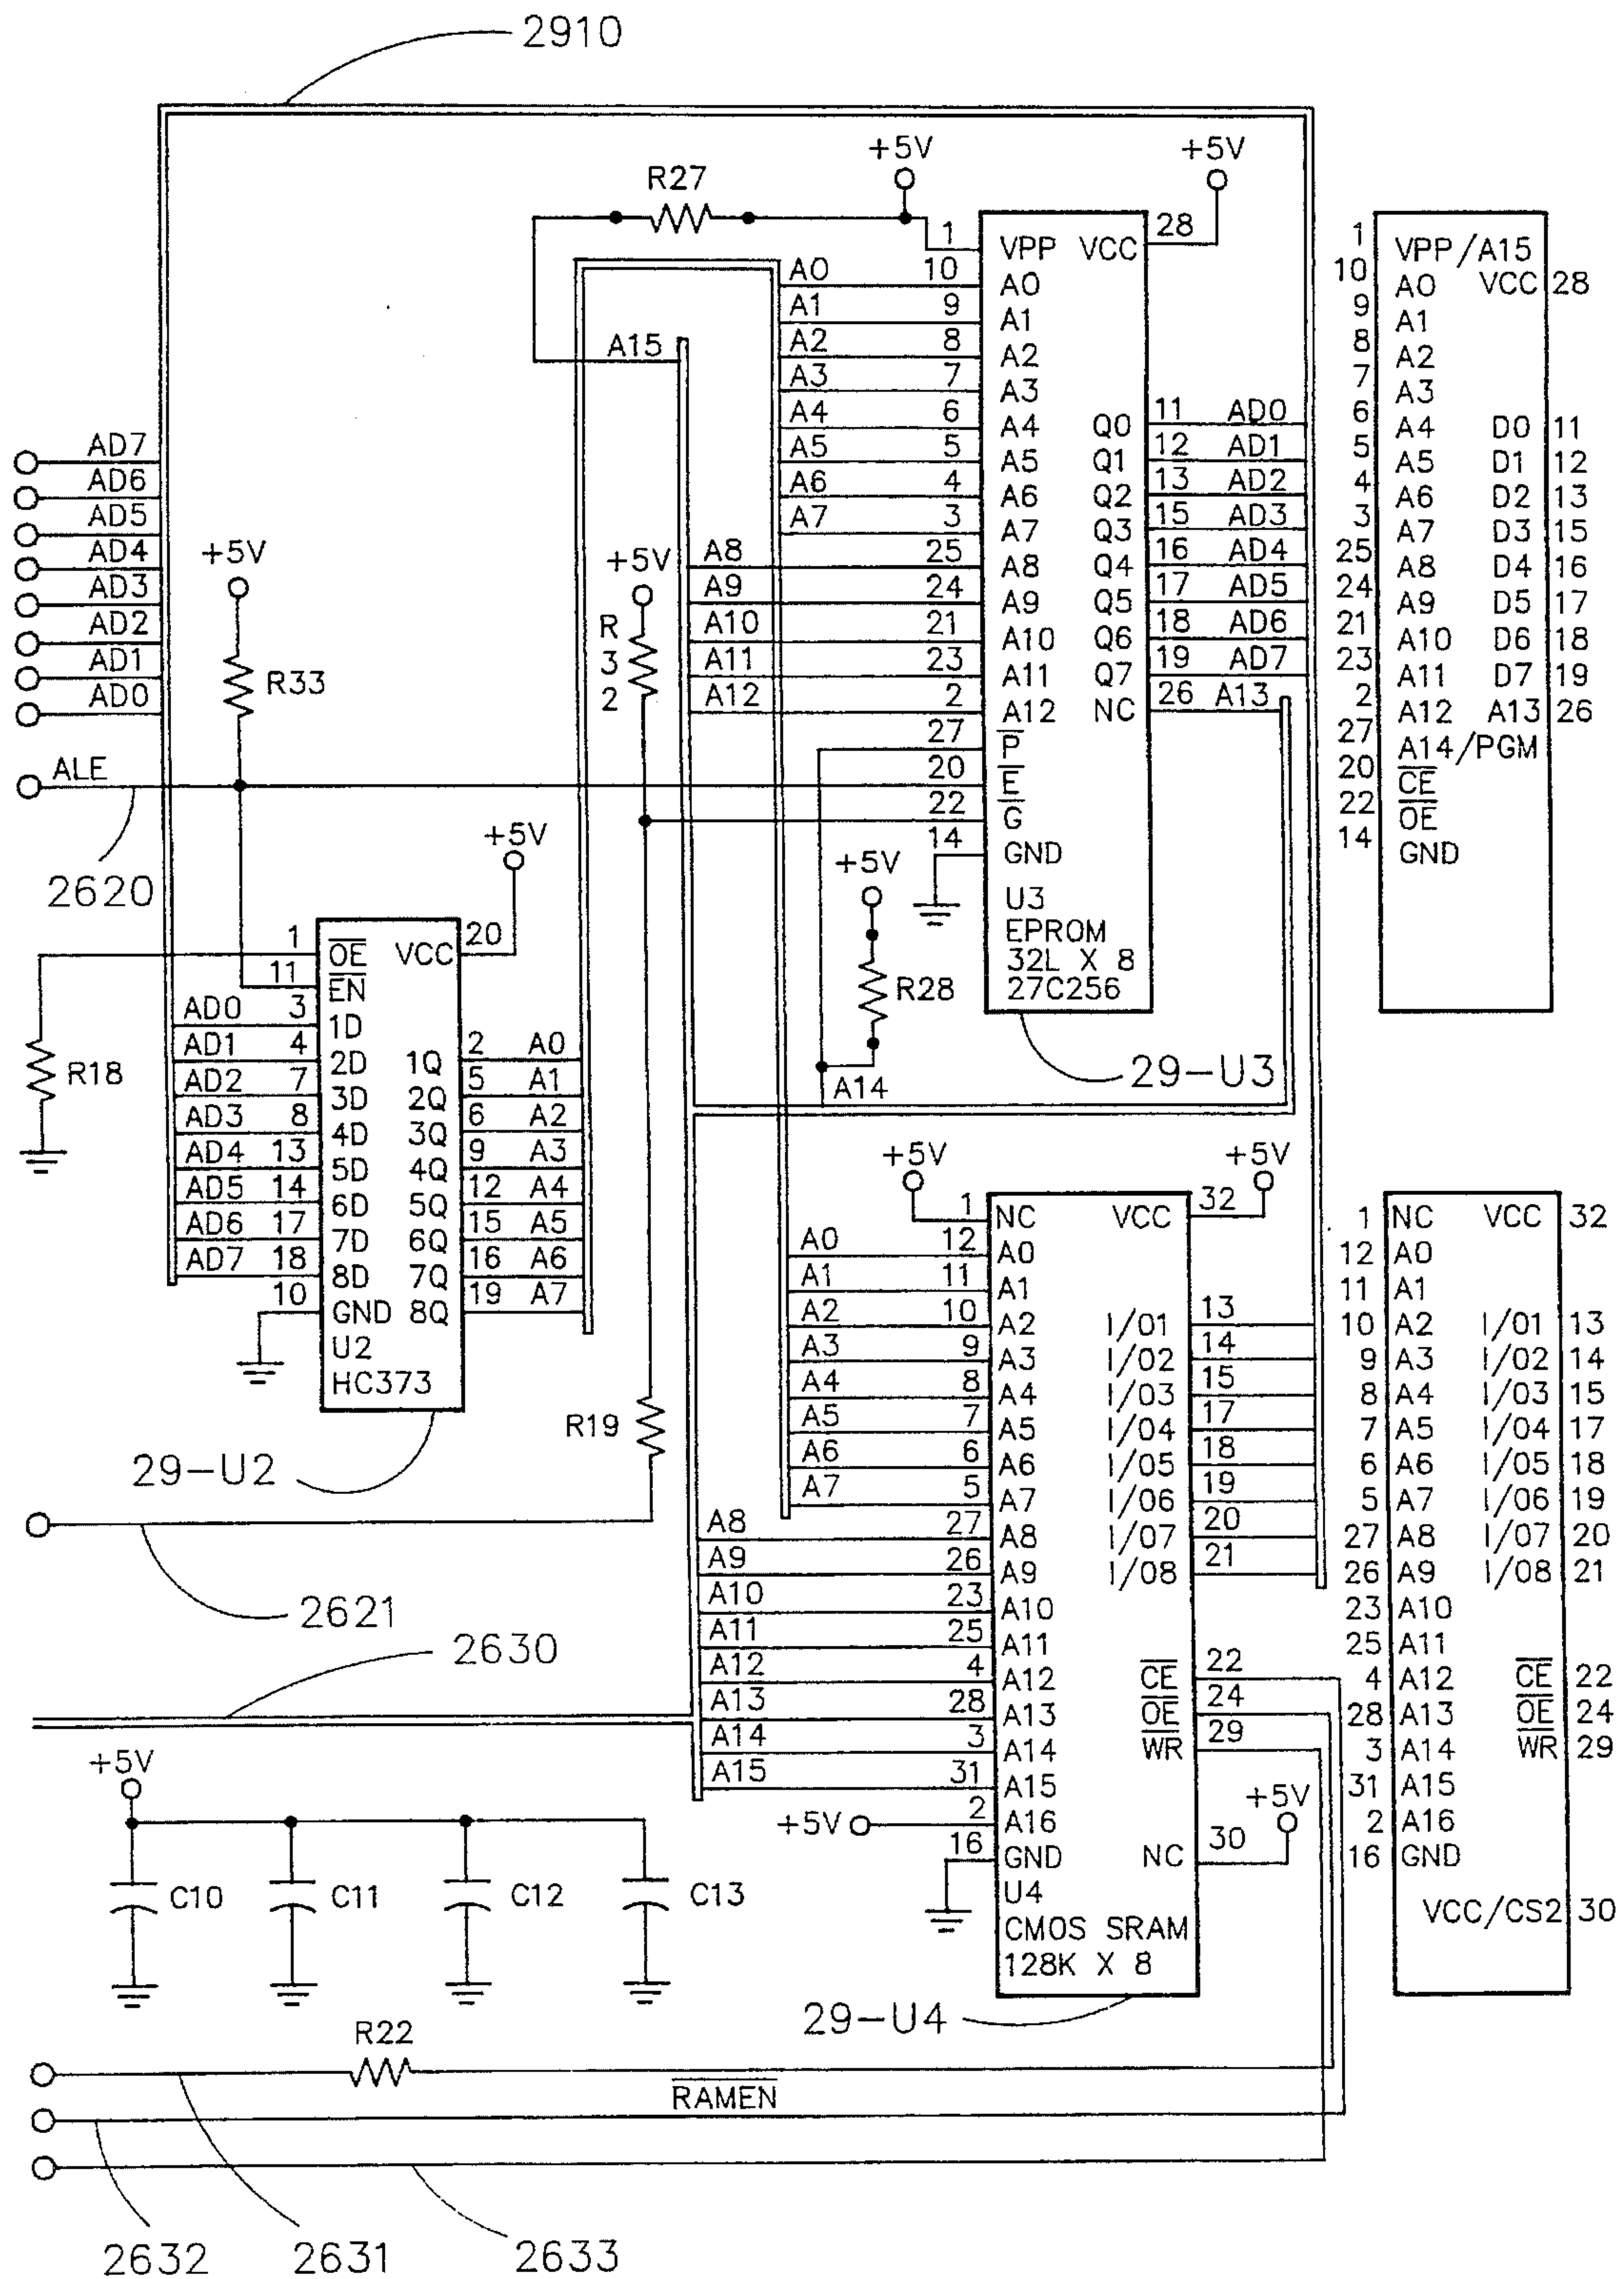 2910
+5V
+5V
R27
1 VPP VCC 28
A0 10 A0
A1 9 A1
A2 8 A2
A15
A3 7 A3
A4 6 A4 Q0 11 AD0
A5 5 A5 Q1 12 AD1
A6 4 A6 Q2 13 AD2
A7 3 A7 Q3 15 AD3
A8 25 A8 Q4 16 AD4
A9 24 A9 Q5 17 AD5
A10 21 A10 Q6 18 AD6
A11 23 A11 Q7 19 AD7
A12 2 A12 NC 26 A13
27 P
20 E
22 G
14 GND
U3
EPROM
32L X 8
27C256
29-U3
1 VPP/A15
10 A0 VCC 28
9 A1
8 A2
7 A3
6 A4 D0 11
5 A5 D1 12
4 A6 D2 13
3 A7 D3 15
25 A8 D4 16
24 A9 D5 17
21 A10 D6 18
23 A11 D7 19
2 A12 A13 26
27 A14/PGM
20 CE
22 OE
14 GND
AD7
AD6
AD5
AD4
AD3
AD2
AD1
AD0
+5V
R33
+5V
R
3
2
ALE
2620
+5V
+5V
R28
A14
R18
1 OE VCC 20
11 EN
AD0 3 1D
AD1 4 2D 1Q 2 A0
AD2 7 3D 2Q 5 A1
AD3 8 4D 3Q 6 A2
AD4 13 5D 4Q 9 A3
AD5 14 6D 5Q 12 A4
AD6 17 7D 6Q 15 A5
AD7 18 8D 7Q 16 A6
10 GND 8Q 19 A7
U2
HC373
29-U2
R19
2621
2630
+5V
+5V
1 NC VCC 32
A0 12 A0
A1 11 A1
A2 10 A2 I/01 13
A3 9 A3 I/02 14
A4 8 A4 I/03 15
A5 7 A5 I/04 17
A6 6 A6 I/05 18
A7 5 A7 I/06 19
A8 27 A8 I/07 20
A9 26 A9 I/08 21
A10 23 A10
A11 25 A11
A12 4 A12 CE 22
A13 28 A13 OE 24
A14 3 A14 WR 29
A15 31 A15
+5V 2 A16 +5V
16 GND NC 30
U4
CMOS SRAM
128K X 8
29-U4
1 NC VCC 32
12 A0
11 A1
10 A2 I/01 13
9 A3 I/02 14
8 A4 I/03 15
7 A5 I/04 17
6 A6 I/05 18
5 A7 I/06 19
27 A8 I/07 20
26 A9 I/08 21
23 A10
25 A11
4 A12 CE 22
28 A13 OE 24
3 A14 WR 29
31 A15
2 A16
16 GND
VCC/CS2 30
+5V
C10 C11 C12 C13
R22
RAMEN
2632 2631 2633